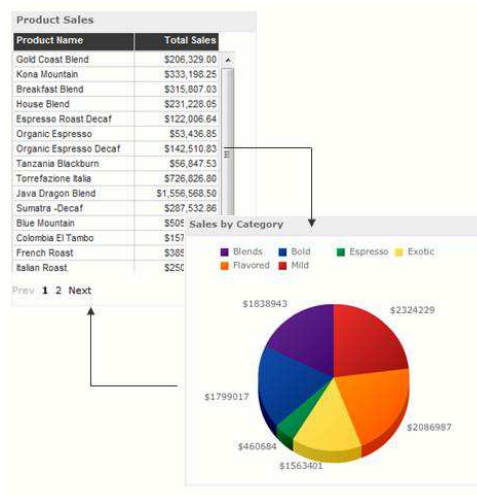 Product Sales
Product Name Total Sales
Gold Coast Blend $206,329.00
Kona Mountain $333,198.25
Breakfast Blend $315,807.03
House Blend $231,228.05
Espresso Roast Decaf $122,006.64
Organic Espresso $53,436.85
Organic Espresso Decaf $142,510.83
Tanzania Blackburn $56,847.53
Torrefazione Italia $726,826.80
Java Dragon Blend $1,556,568.50
Sumatra -Decaf $287,532.86
Blue Mountain $505
Colombia El Tambo $157
French Roast $385
Italian Roast $250
Prev 1 2 Next
Sales by Category
Blends Bold Espresso Exotic
Flavored Mild
$1838943
$2324229
$1799017
$2086987
$460684
$1563401